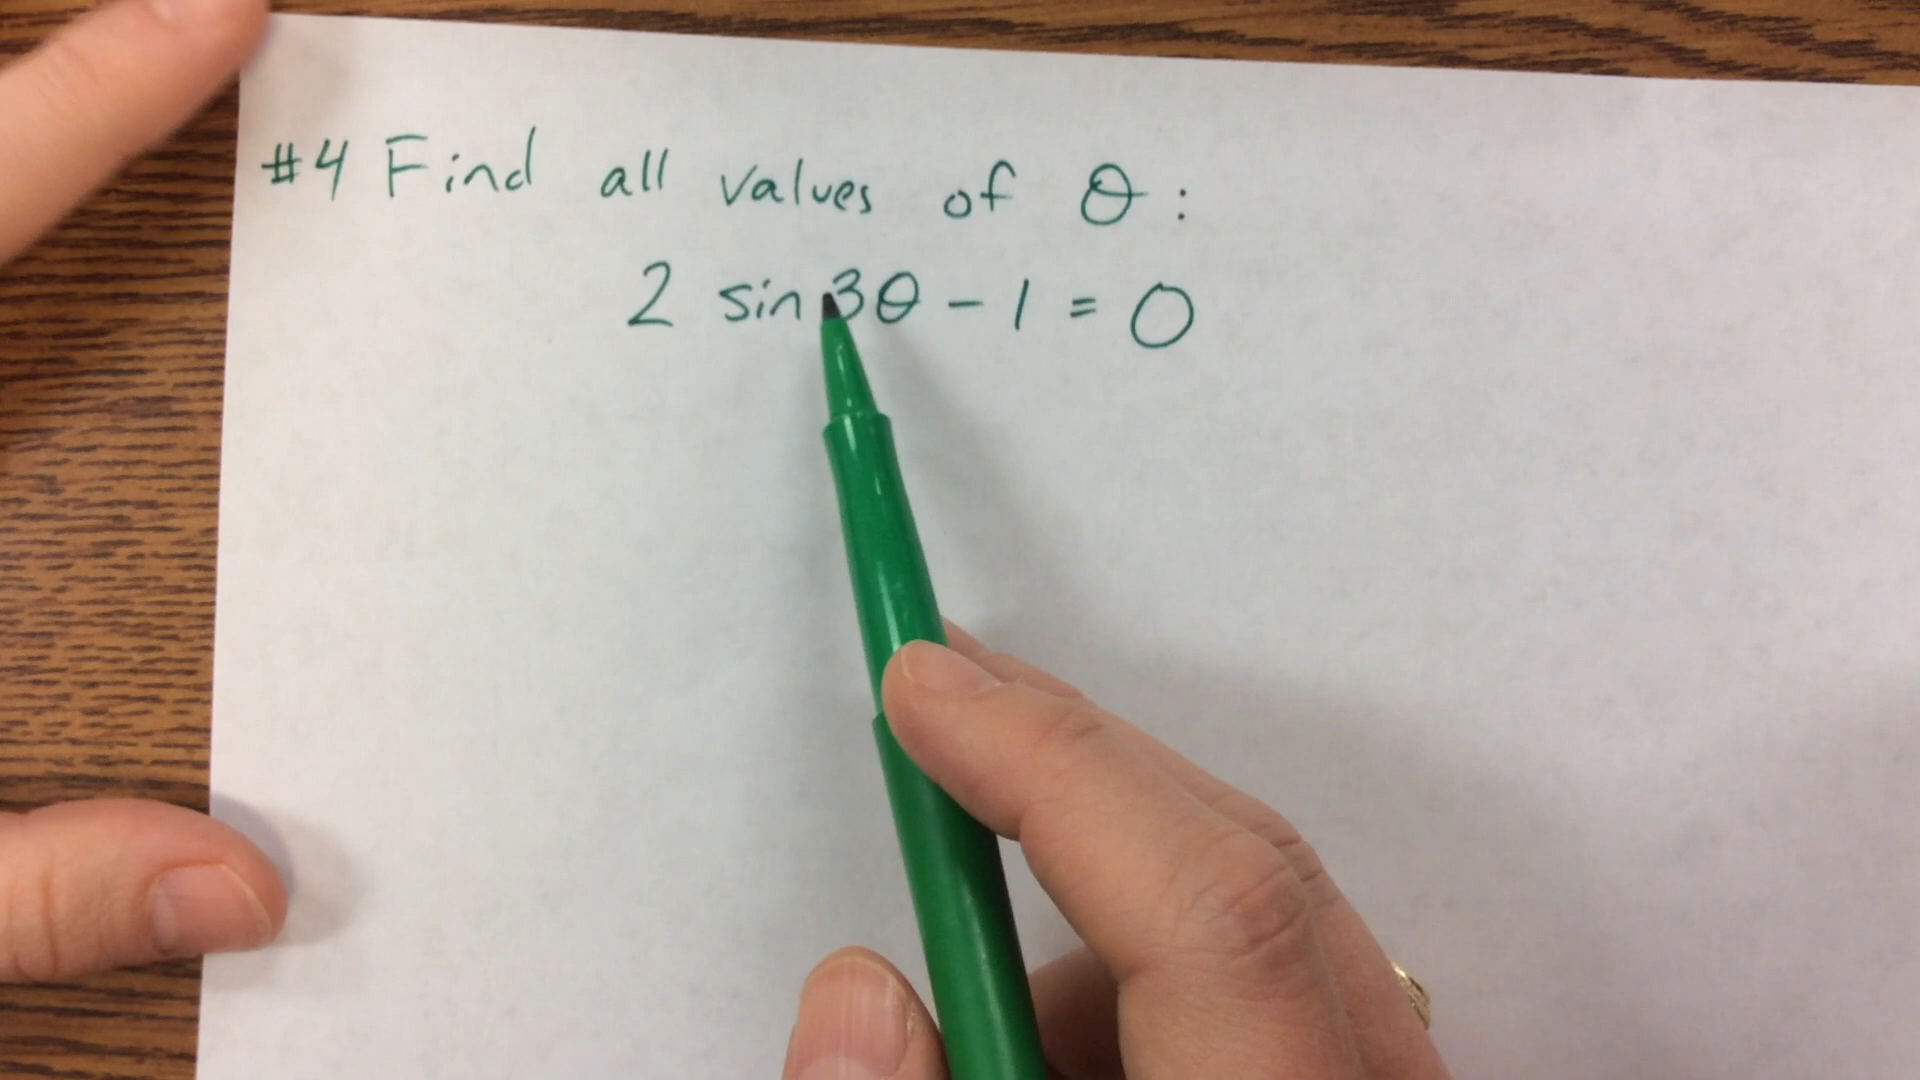 #4 Find all values of θ:
2 sin 3θ - 1 = 0